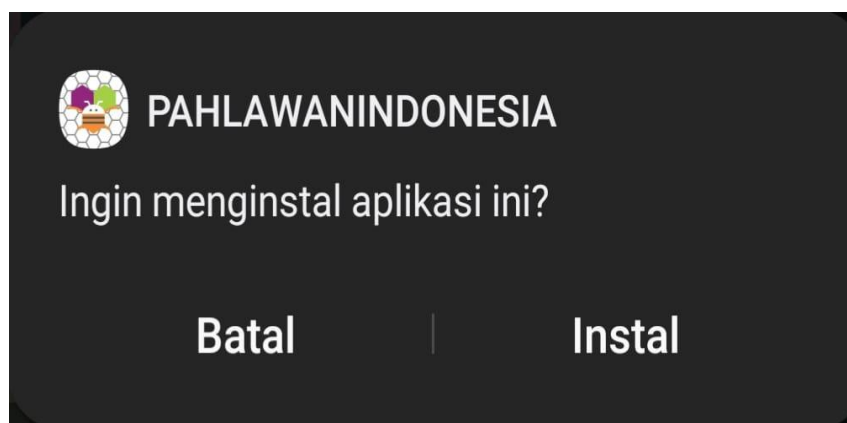 PAHLAWANINDONESIA
Ingin menginstal aplikasi ini?
Batal
Instal